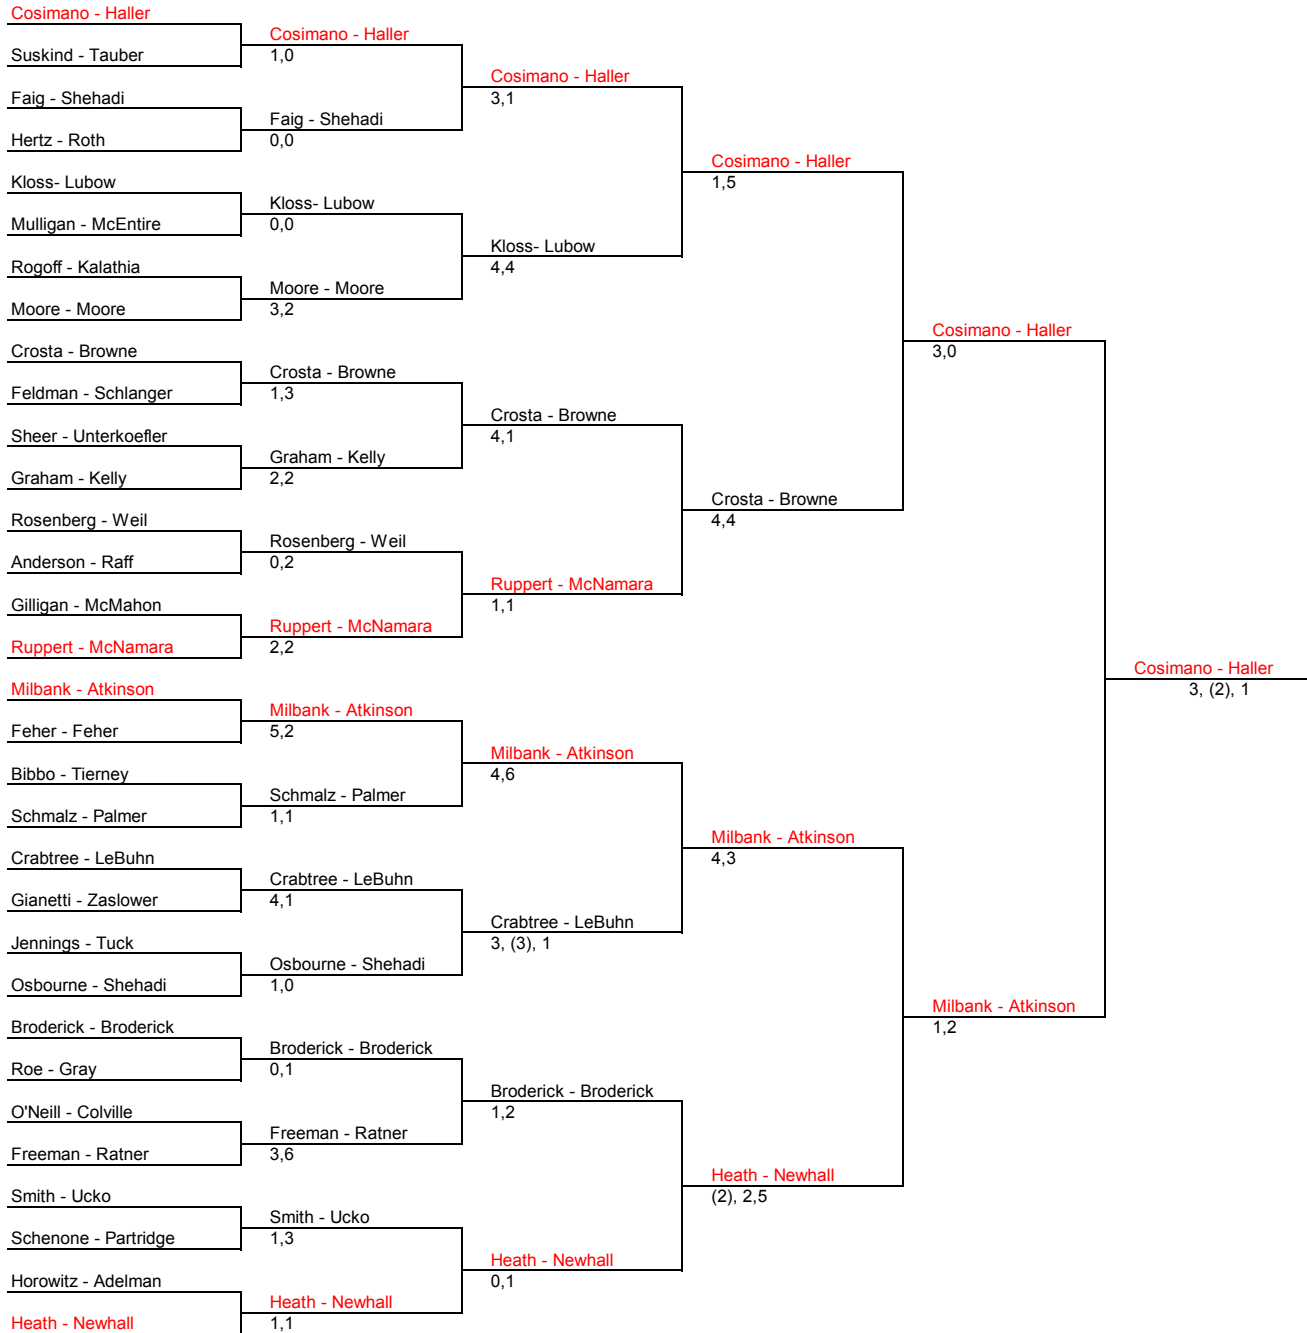 Cosimano - Haller
Suskind - Tauber
Faig - Shehadi
Hertz - Roth
Kloss- Lubow
Mulligan - McEntire
Rogoff - Kalathia
Moore - Moore
Crosta - Browne
Feldman - Schlanger
Sheer - Unterkoefler
Graham - Kelly
Rosenberg - Weil
Anderson - Raff
Gilligan - McMahon
Ruppert - McNamara
Milbank - Atkinson
Feher - Feher
Bibbo - Tierney
Schmalz - Palmer
Crabtree - LeBuhn
Gianetti - Zaslower
Jennings - Tuck
Osbourne - Shehadi
Broderick - Broderick
Roe - Gray
O'Neill - Colville
Freeman - Ratner
Smith - Ucko
Schenone - Partridge
Horowitz - Adelman
Heath - Newhall
Cosimano - Haller
1,0
Faig - Shehadi
0,0
Kloss- Lubow
0,0
Moore - Moore
3,2
Crosta - Browne
1,3
Graham - Kelly
2,2
Rosenberg - Weil
0,2
Ruppert - McNamara
2,2
Milbank - Atkinson
5,2
Schmalz - Palmer
1,1
Crabtree - LeBuhn
4,1
Osbourne - Shehadi
1,0
Broderick - Broderick
0,1
Freeman - Ratner
3,6
Smith - Ucko
1,3
Heath - Newhall
1,1
Cosimano - Haller
3,1
Kloss- Lubow
4,4
Crosta - Browne
4,1
Ruppert - McNamara
1,1
Milbank - Atkinson
4,6
Crabtree - LeBuhn
3, (3), 1
Broderick - Broderick
1,2
Heath - Newhall
0,1
Cosimano - Haller
1,5
Crosta - Browne
4,4
Milbank - Atkinson
4,3
Heath - Newhall
(2), 2,5
Cosimano - Haller
3,0
Milbank - Atkinson
1,2
Cosimano - Haller
3, (2), 1